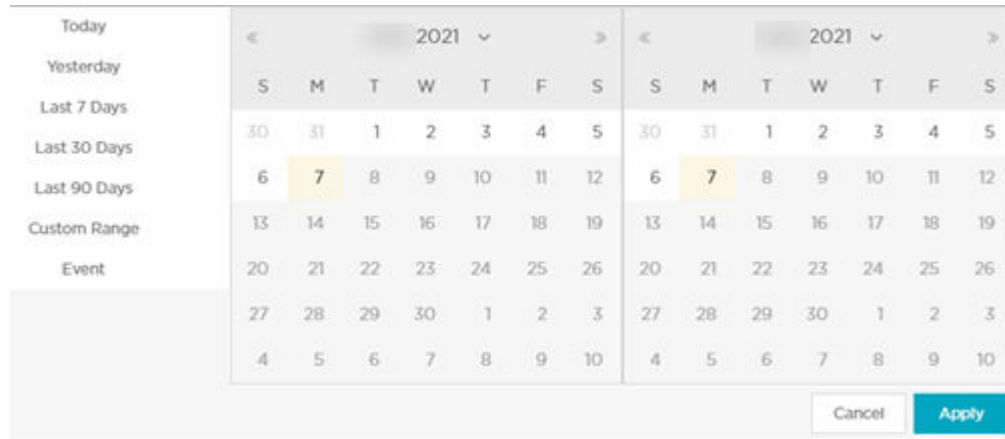 Today
Yesterday
Last 7 Days
Last 30 Days
Last 90 Days
Custom Range
Event
« 2021 »
S M T W T F S
30 31 1 2 3 4 5
6 7 8 9 10 11 12
13 14 15 16 17 18 19
20 21 22 23 24 25 26
27 28 29 30 1 2 3
4 5 6 7 8 9 10
« 2021 »
S M T W T F S
30 31 1 2 3 4 5
6 7 8 9 10 11 12
13 14 15 16 17 18 19
20 21 22 23 24 25 26
27 28 29 30 1 2 3
4 5 6 7 8 9 10
Cancel
Apply